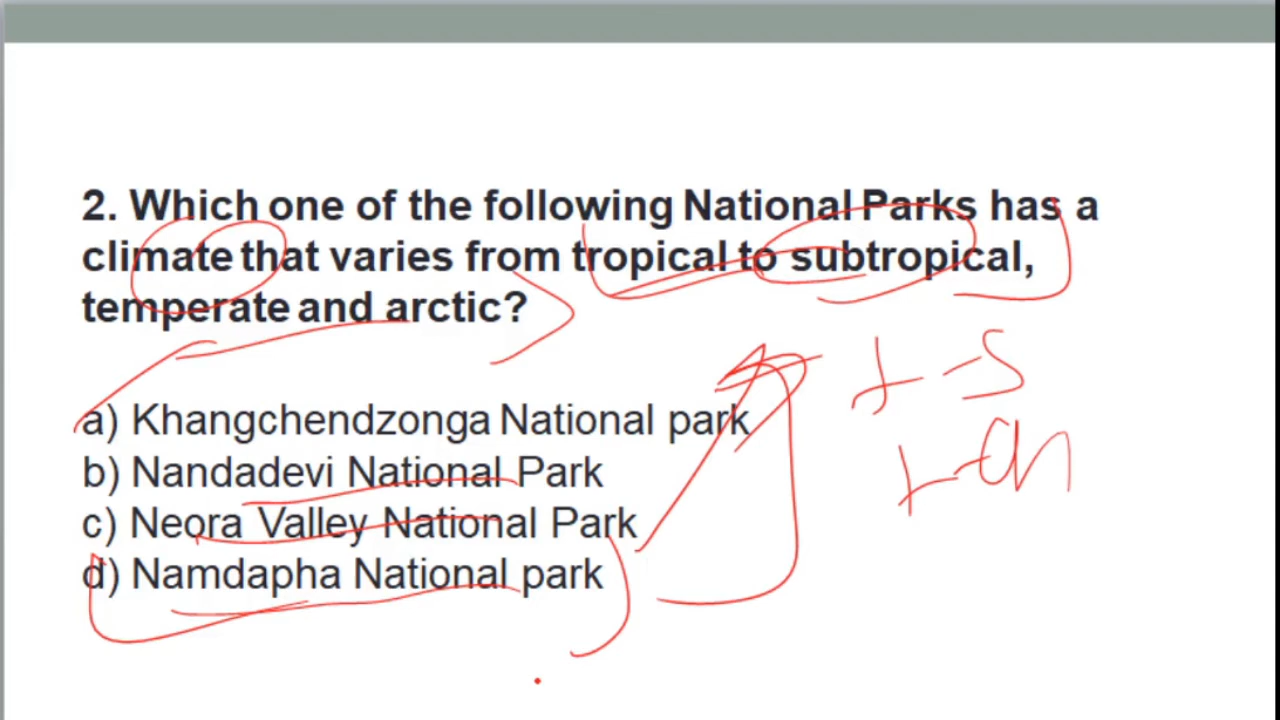 2. Which one of the following National Parks has a
climate that varies from tropical to subtropical,
temperate and arctic?
a) Khangchendzonga National park
b) Nandadevi National Park
c) Neora Valley National Park
d) Namdapha National park